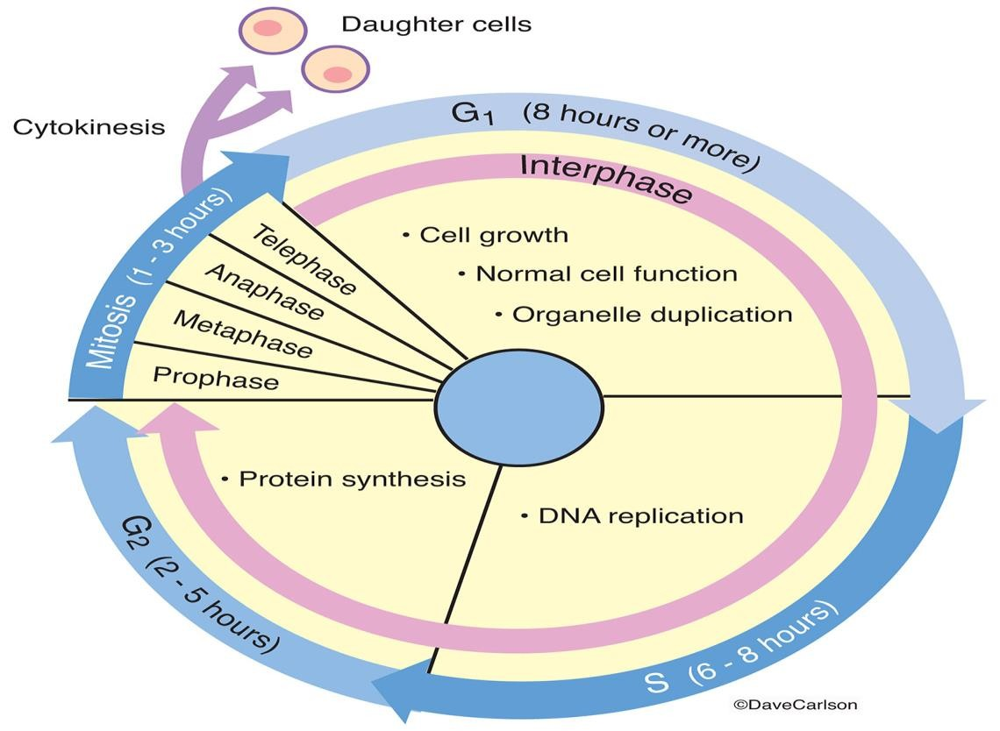 Daughter cells
Cytokinesis
G1 (8 hours or more)
Interphase
Mitosis (1 - 3 hours)
Telephase
Anaphase
Metaphase
Prophase
• Cell growth
• Normal cell function
• Organelle duplication
• Protein synthesis
• DNA replication
G2 (2 - 5 hours)
S (6 - 8 hours)
©DaveCarlson